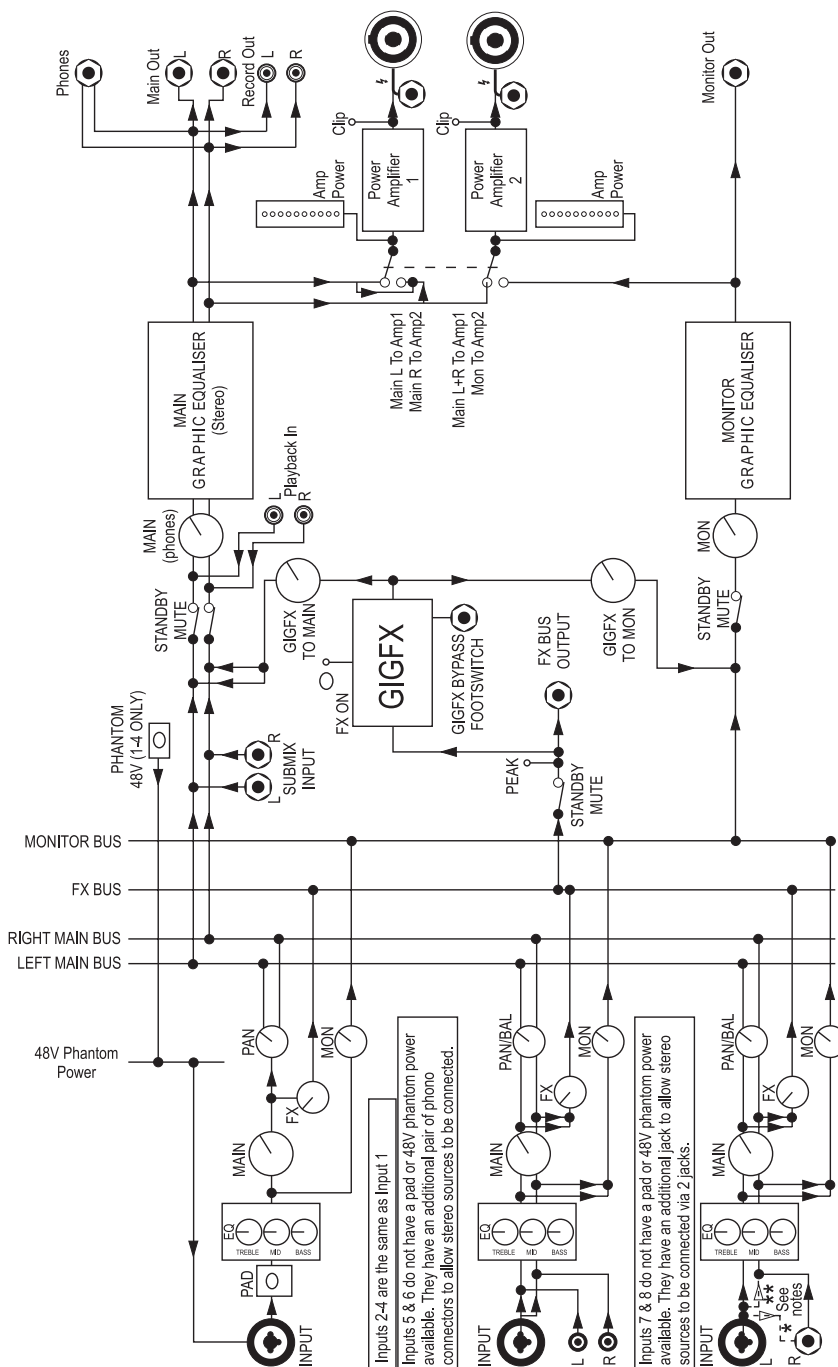 Phones
Main Out
L
R
Record Out
L
R
Clip
Clip
Amp
Power
Power
Amplifier
1
Power
Amplifier
2
Amp
Power
Monitor Out
Main L To Amp1
Main R To Amp2
Main L+R To Amp1
Mon To Amp2
MAIN
GRAPHIC EQUALISER
(Stereo)
MONITOR
GRAPHIC EQUALISER
MAIN
(phones)
L
Playback In
R
MON
STANDBY
MUTE
GIGFX
TO MAIN
GIGFX
TO MON
STANDBY
MUTE
FX ON
GIGFX
GIGFX BYPASS
FOOTSWITCH
FX BUS
OUTPUT
PHANTOM
48V (1-4 ONLY)
L
R
SUBMIX
INPUT
PEAK
STANDBY
MUTE
MONITOR BUS
FX BUS
RIGHT MAIN BUS
LEFT MAIN BUS
48V Phantom
Power
PAN
MON
FX
MAIN
EQ
TREBLE
MID
BASS
PAD
INPUT
Inputs 2-4 are the same as Input 1
Inputs 5 & 6 do not have a pad or 48V phantom power
available. They have an additional pair of phono
connectors to allow stereo sources to be connected.
PAN/BAL
MON
FX
MAIN
EQ
TREBLE
MID
BASS
INPUT
L
R
Inputs 7 & 8 do not have a pad or 48V phantom power
available. They have an additional jack to allow stereo
sources to be connected via 2 jacks.
PAN/BAL
MON
FX
MAIN
EQ
TREBLE
MID
BASS
INPUT
L
R
*
**
See
notes